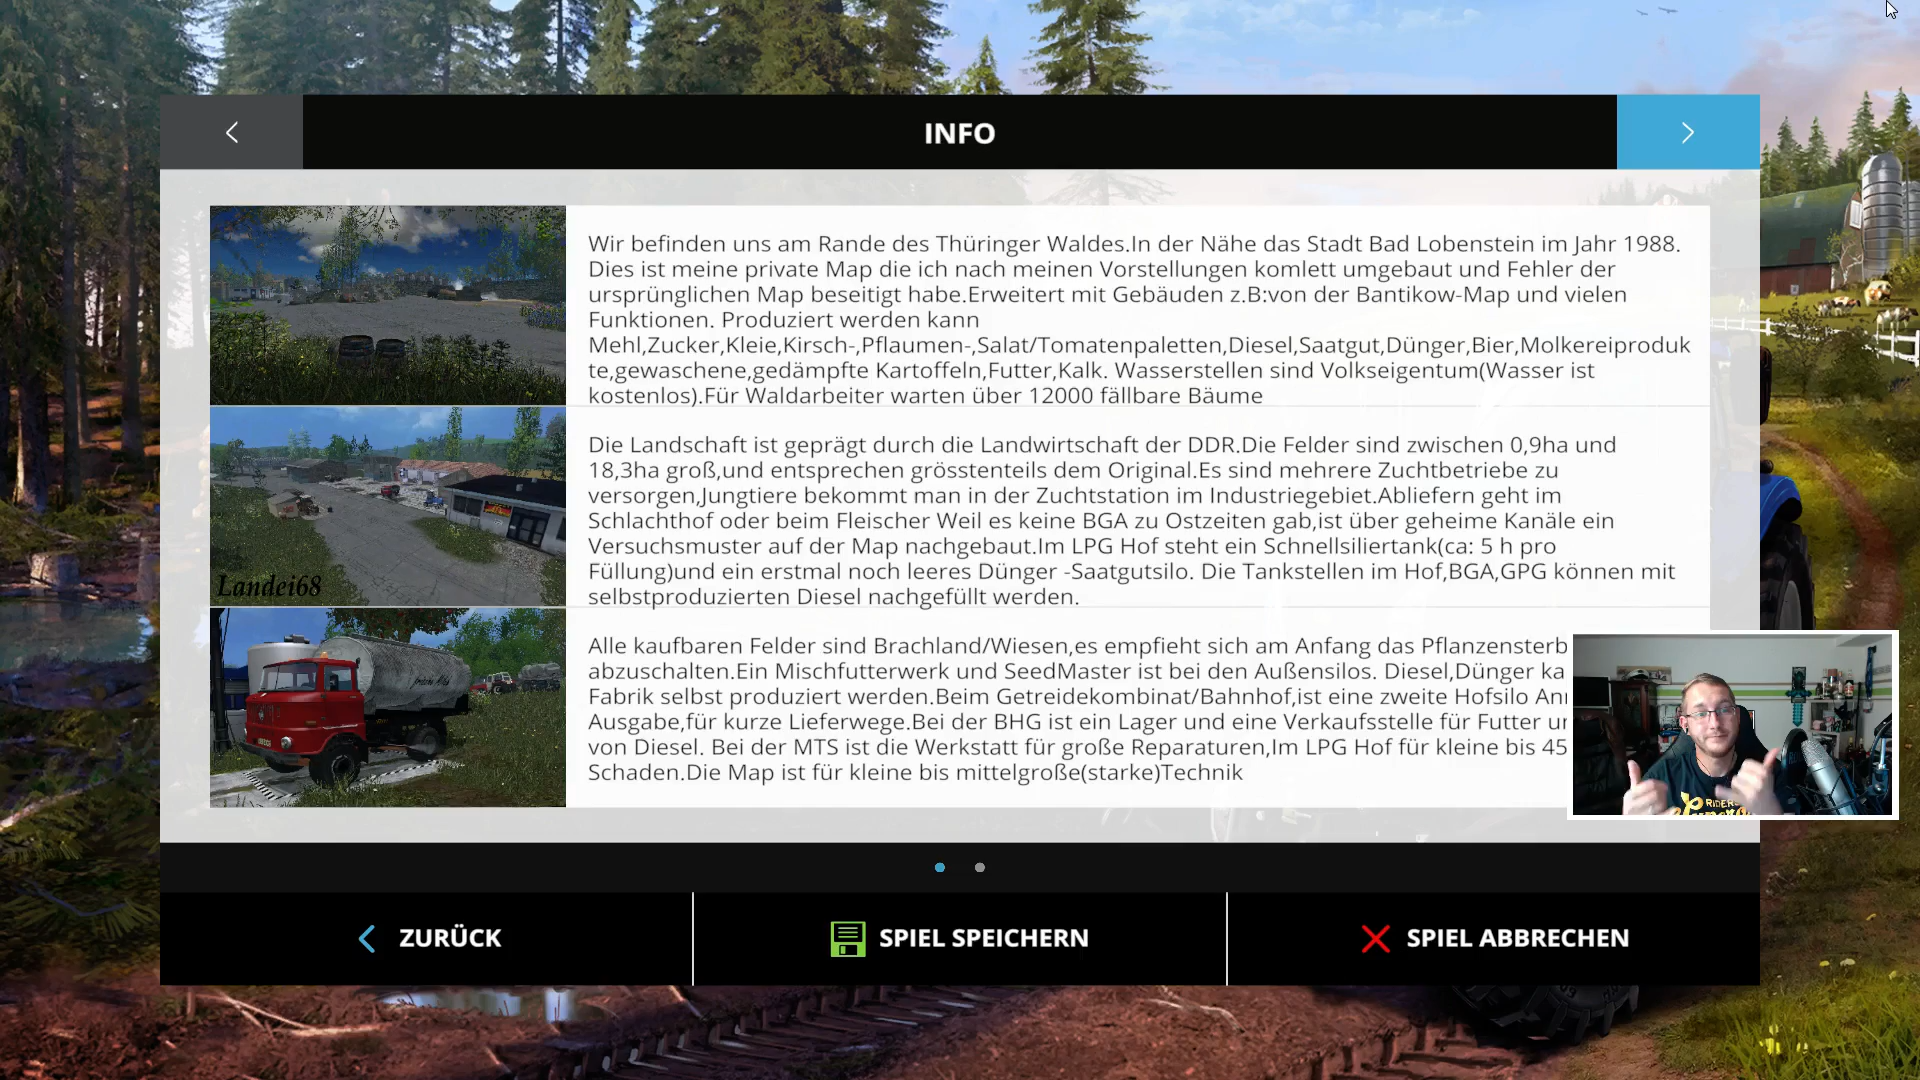 INFO
Wir befinden uns am Rande des Thüringer Waldes.In der Nähe das Stadt Bad Lobenstein im Jahr 1988.
Dies ist meine private Map die ich nach meinen Vorstellungen komlett umgebaut und Fehler der
ursprünglichen Map beseitigt habe.Erweitert mit Gebäuden z.B:von der Bantikow-Map und vielen
Funktionen. Produziert werden kann
Mehl,Zucker,Kleie,Kirsch-,Pflaumen-,Salat/Tomatenpaletten,Diesel,Saatgut,Dünger,Bier,Molkereiproduk
te,gewaschene,gedämpfte Kartoffeln,Futter,Kalk. Wasserstellen sind Volkseigentum(Wasser ist
kostenlos).Für Waldarbeiter warten über 12000 fällbare Bäume
Die Landschaft ist geprägt durch die Landwirtschaft der DDR.Die Felder sind zwischen 0,9ha und
18,3ha groß,und entsprechen grösstenteils dem Original.Es sind mehrere Zuchtbetriebe zu
versorgen,Jungtiere bekommt man in der Zuchtstation im Industriegebiet.Abliefern geht im
Schlachthof oder beim Fleischer Weil es keine BGA zu Ostzeiten gab,ist über geheime Kanäle ein
Versuchsmuster auf der Map nachgebaut.Im LPG Hof steht ein Schnellsiliertank(ca: 5 h pro
Füllung)und ein erstmal noch leeres Dünger -Saatgutsilo. Die Tankstellen im Hof,BGA,GPG können mit
selbstproduzierten Diesel nachgefüllt werden.
Landei68
Alle kaufbaren Felder sind Brachland/Wiesen,es empfieht sich am Anfang das Pflanzensterb
abzuschalten.Ein Mischfutterwerk und SeedMaster ist bei den Außensilos. Diesel,Dünger ka
Fabrik selbst produziert werden.Beim Getreidekombinat/Bahnhof,ist eine zweite Hofsilo
Ausgabe,für kurze Lieferwege.Bei der BHG ist ein Lager und eine Verkaufsstelle für Futter
von Diesel. Bei der MTS ist die Werkstatt für große Reparaturen,Im LPG Hof für kleine bis 45
Schaden.Die Map ist für kleine bis mittelgroße(starke)Technik
RIDERS
ZURÜCK
SPIEL SPEICHERN
SPIEL ABBRECHEN